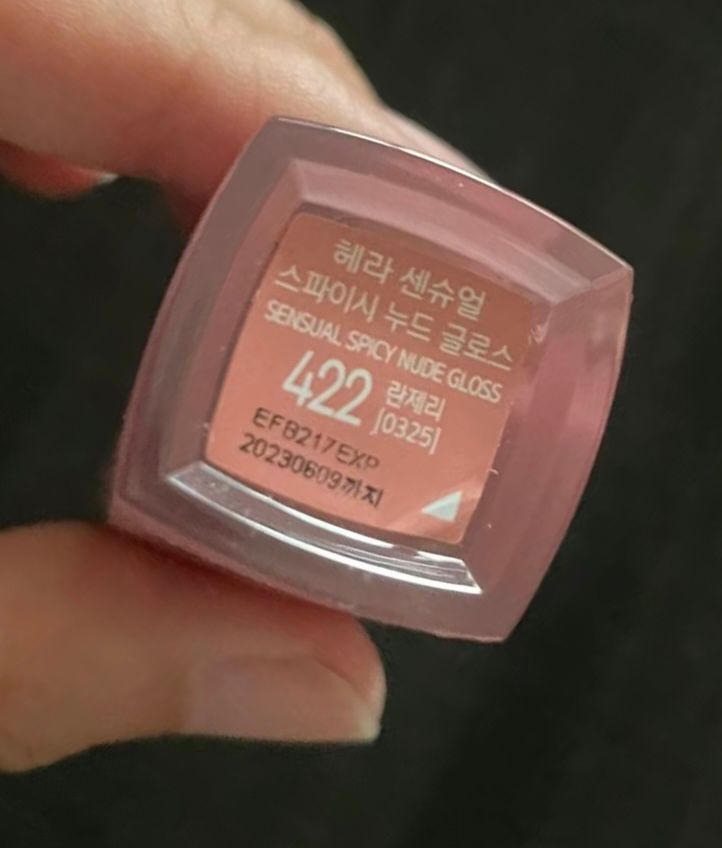 헤라 센슈얼
스파이시 누드 글로스
SENSUAL SPICY NUDE GLOSS
422 란제리
[0325]
EFB217EXP
20230609까지